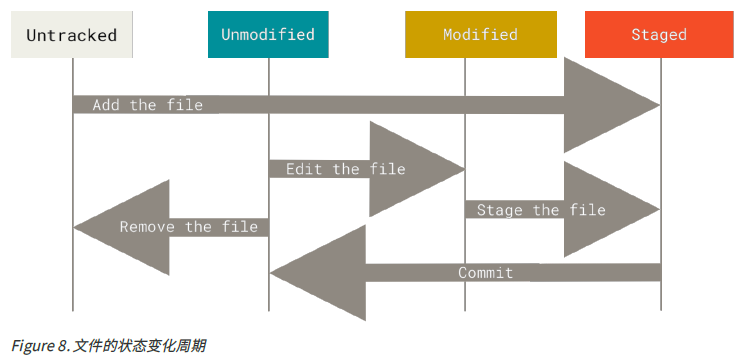 Untracked
Unmodified
Modified
Staged
Add the file
Edit the file
Stage the file
Remove the file
Commit
Figure 8. 文件的状态变化周期